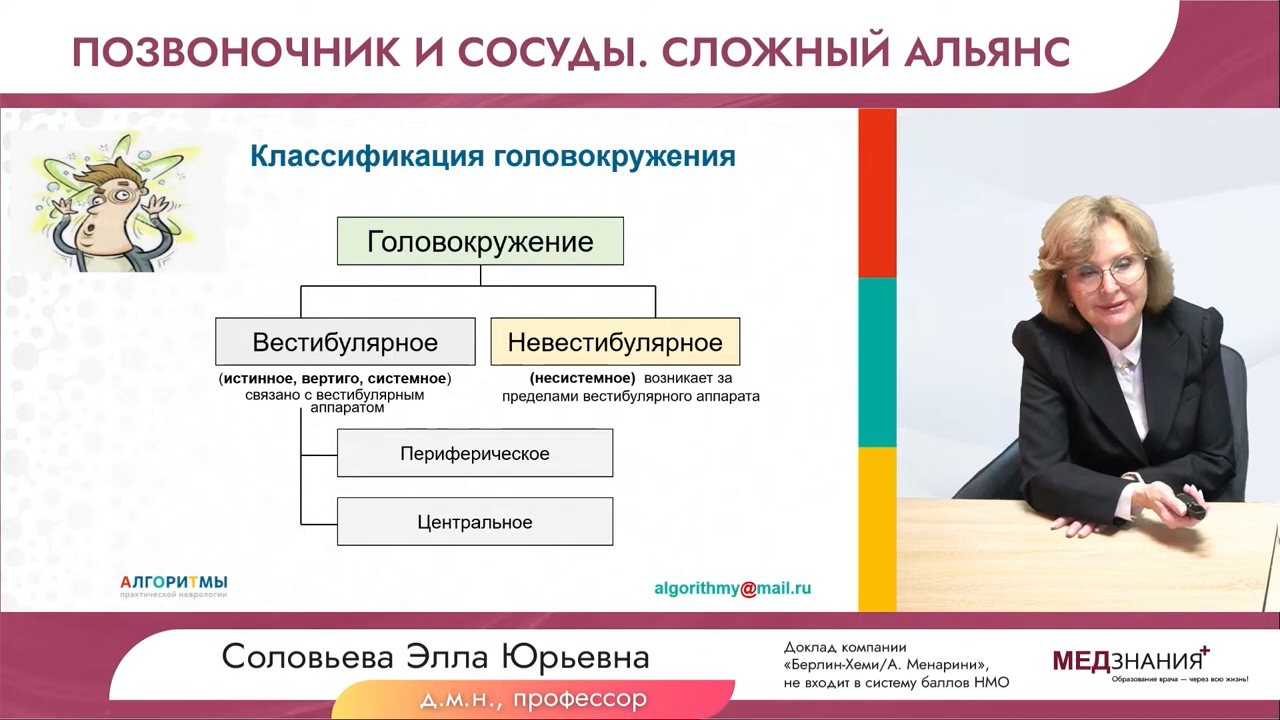 ПОЗВОНОЧНИК И СОСУДЫ. СЛОЖНЫЙ АЛЬЯНС
Классификация головокружения
Головокружение
Вестибулярное
(истинное, вертиго, системное)
связано с вестибулярным
аппаратом
Невестибулярное
(несистемное) возникает за
пределами вестибулярного аппарата
Периферическое
Центральное
АЛГОРИТМЫ
практической неврологии
algorithmy@mail.ru
Соловьева Элла Юрьевна
д.м.н., профессор
Доклад компании
«Берлин-Хеми/А. Менарини»,
не входит в систему баллов НМО
МЕДЗНАНИЯ+
Образование врача — через всю жизнь!